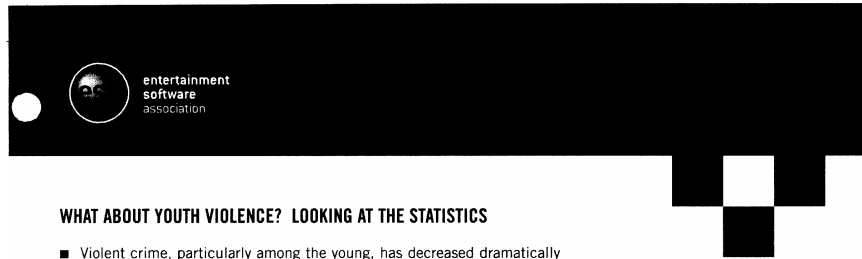 entertainment
software
association
WHAT ABOUT YOUTH VIOLENCE? LOOKING AT THE STATISTICS
■ Violent crime, particularly among the young, has decreased dramatically